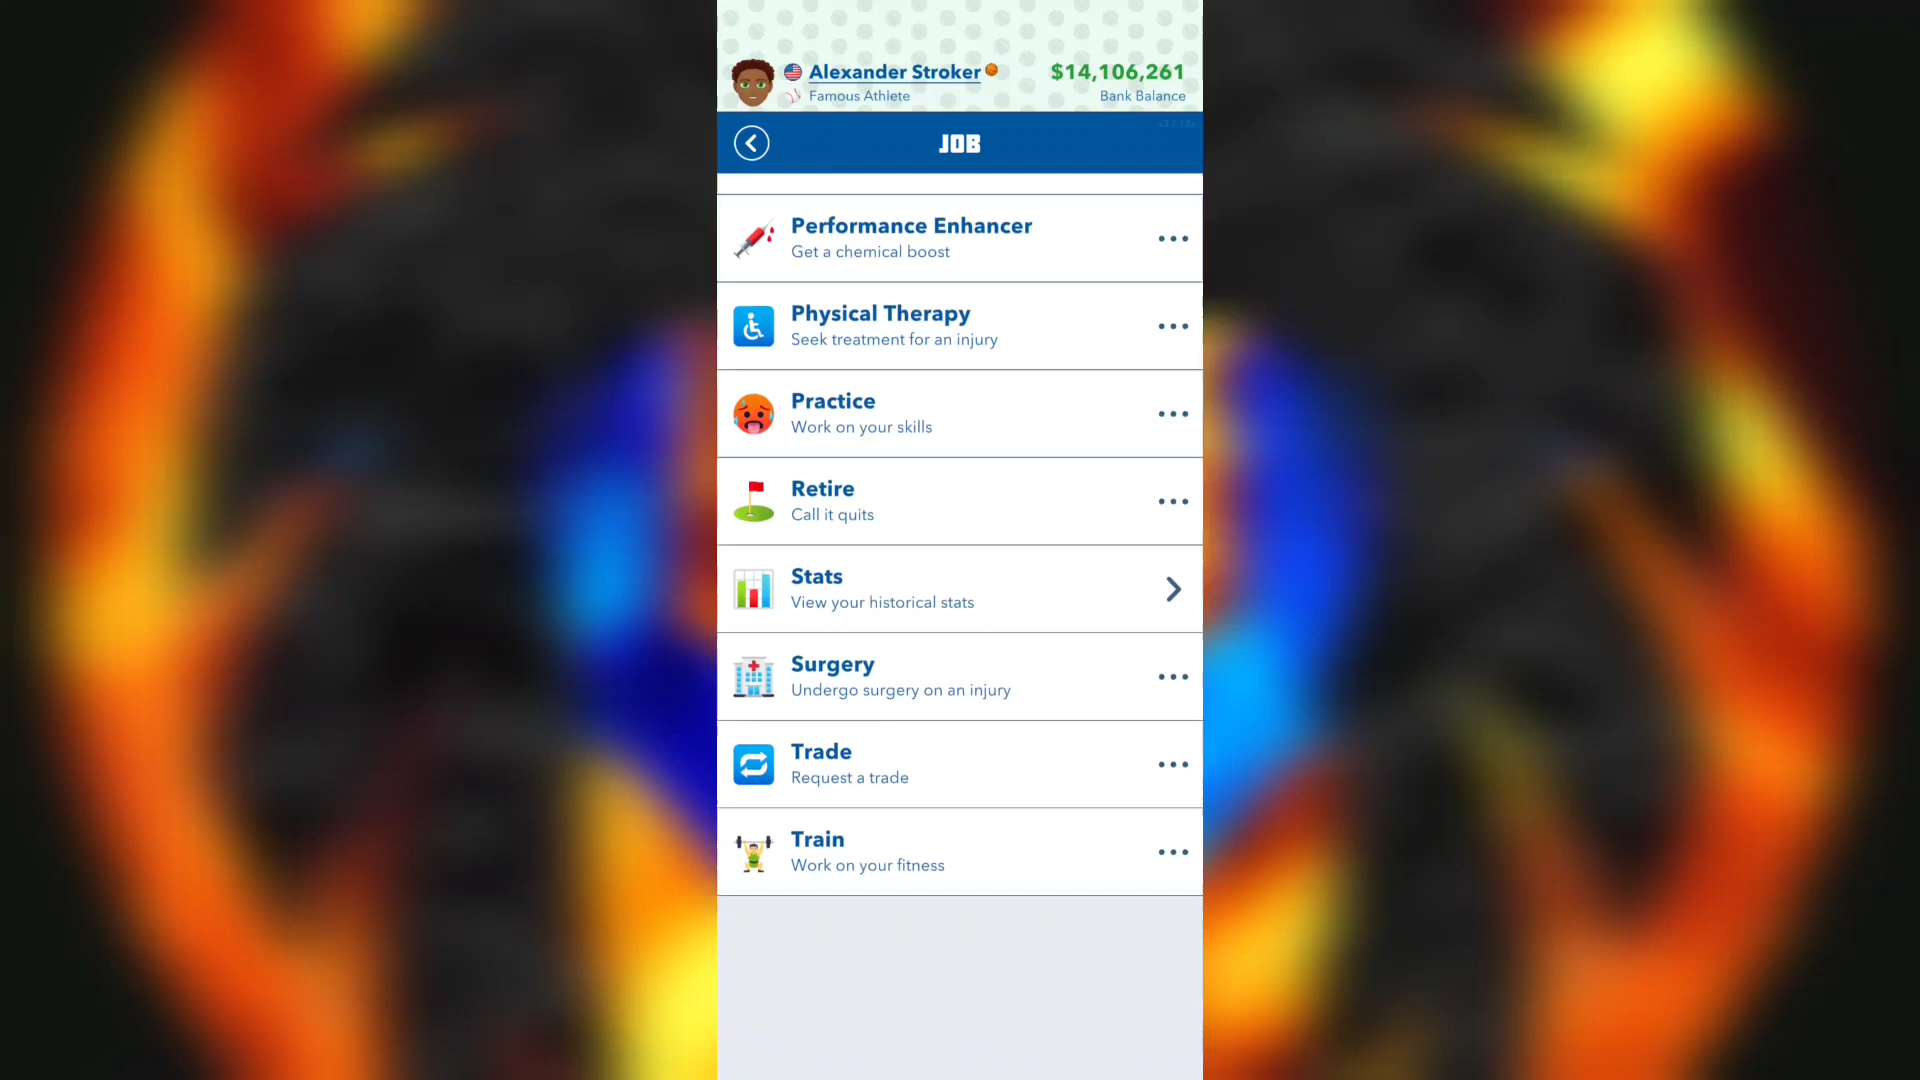 Alexander Stroker
$14,106,261
Famous Athlete
Bank Balance
JOB
Performance Enhancer
Get a chemical boost
Physical Therapy
Seek treatment for an injury
Practice
Work on your skills
Retire
Call it quits
Stats
View your historical stats
Surgery
Undergo surgery on an injury
Trade
Request a trade
Train
Work on your fitness